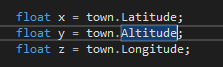 float x = town.Latitude;
float y = town.Altitude;
float z = town.Longitude;